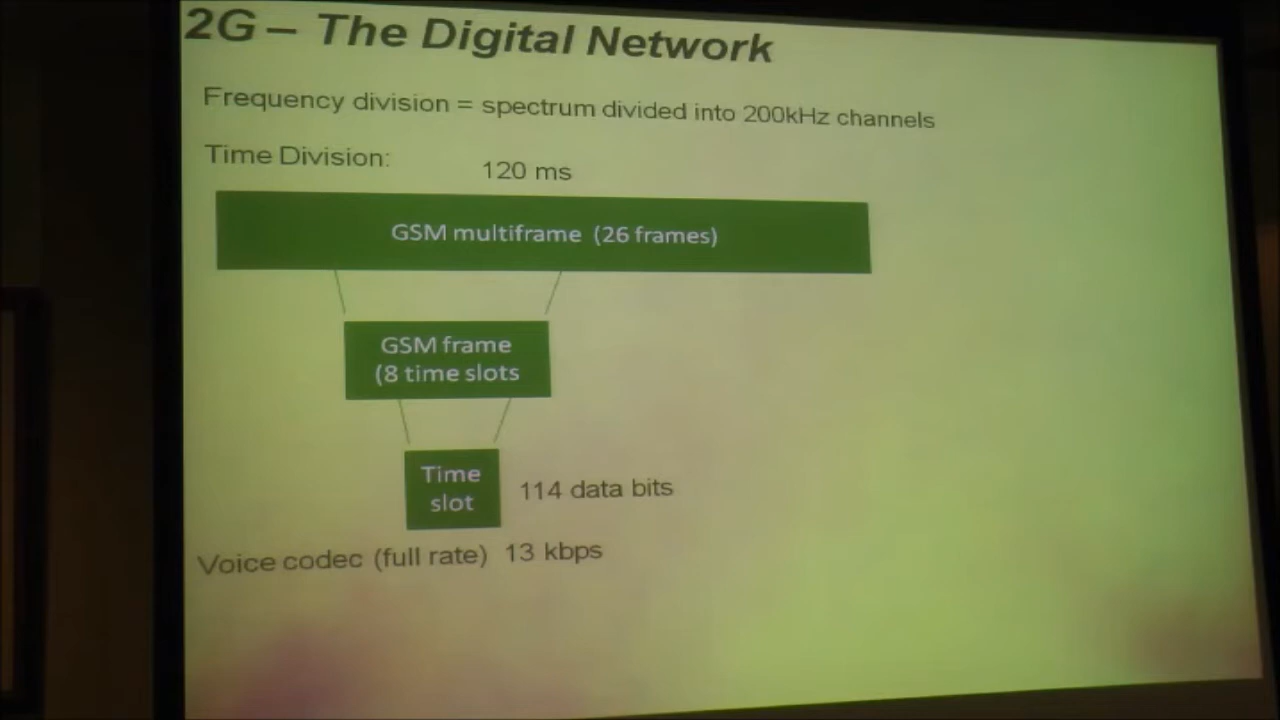 2G – The Digital Network
Frequency division = spectrum divided into 200kHz channels
Time Division:
120 ms
GSM multiframe (26 frames)
GSM frame
(8 time slots
Time
slot
114 data bits
Voice codec (full rate) 13 kbps